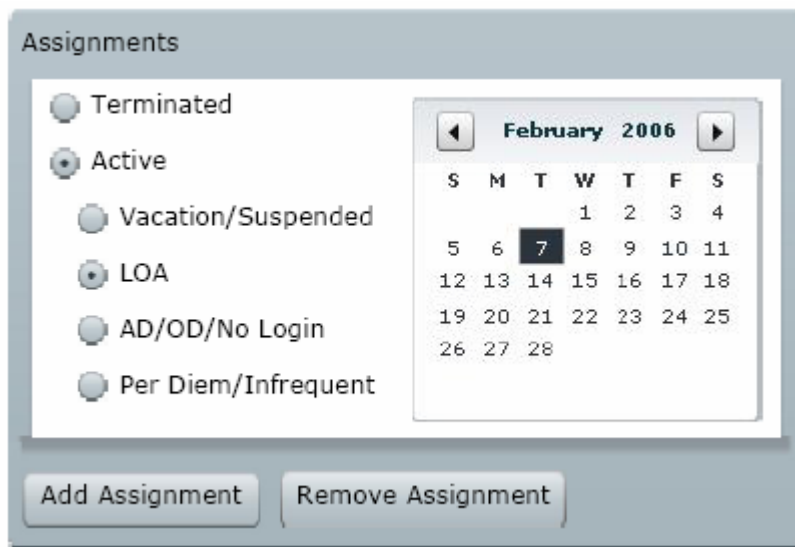 Assignments
Terminated
Active
Vacation/Suspended
LOA
AD/OD/No Login
Per Diem/Infrequent
February 2006
S M T W T F S
1 2 3 4
5 6 7 8 9 10 11
12 13 14 15 16 17 18
19 20 21 22 23 24 25
26 27 28
Add Assignment
Remove Assignment